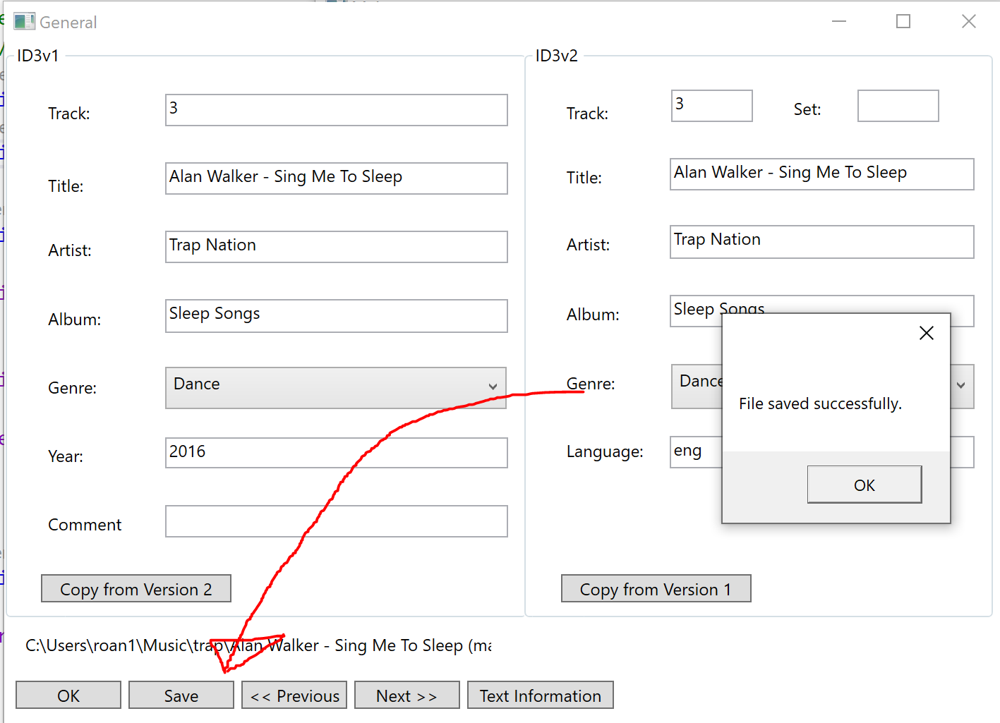 General
ID3v1
Track:
3
Title:
Alan Walker - Sing Me To Sleep
Artist:
Trap Nation
Album:
Sleep Songs
Genre:
Dance
Year:
2016
Comment
Copy from Version 2
ID3v2
Track:
3
Set:
Title:
Alan Walker - Sing Me To Sleep
Artist:
Trap Nation
Album:
Sleep Songs
Genre:
Dance
Language:
eng
Copy from Version 1
File saved successfully.
OK
C:\Users\roan1\Music\trap\Alan Walker - Sing Me To Sleep (ma
OK
Save
<< Previous
Next >>
Text Information